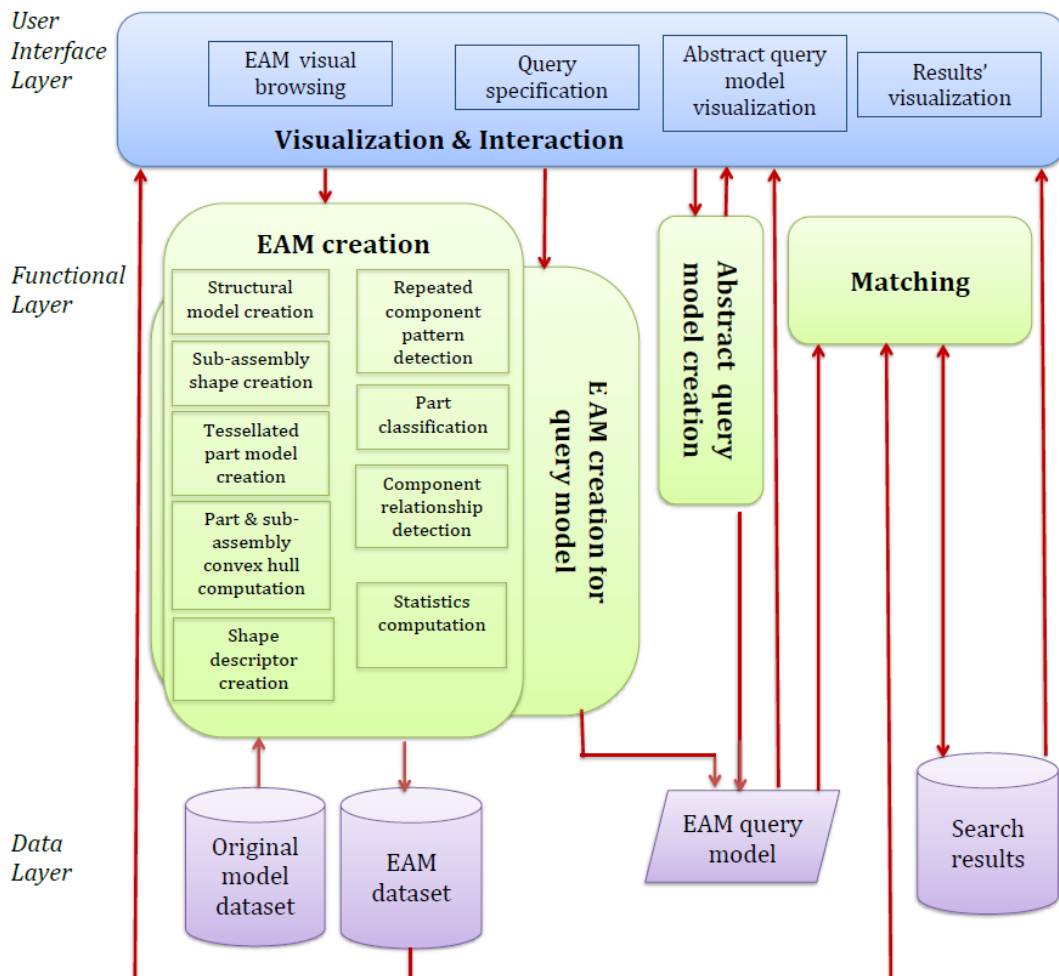 User
Interface
Layer
EAM visual
browsing
Query
specification
Abstract query
model
visualization
Results'
visualization
Visualization & Interaction
Functional
Layer
EAM creation
Structural
model creation
Sub-assembly
shape creation
Tessellated
part model
creation
Part & sub-
assembly
convex hull
computation
Shape
descriptor
creation
Repeated
component
pattern
detection
Part
classification
Component
relationship
detection
Statistics
computation
E AM creation for
query model
Abstract query
model creation
Matching
Data
Layer
Original
model
dataset
EAM
dataset
EAM query
model
Search
results